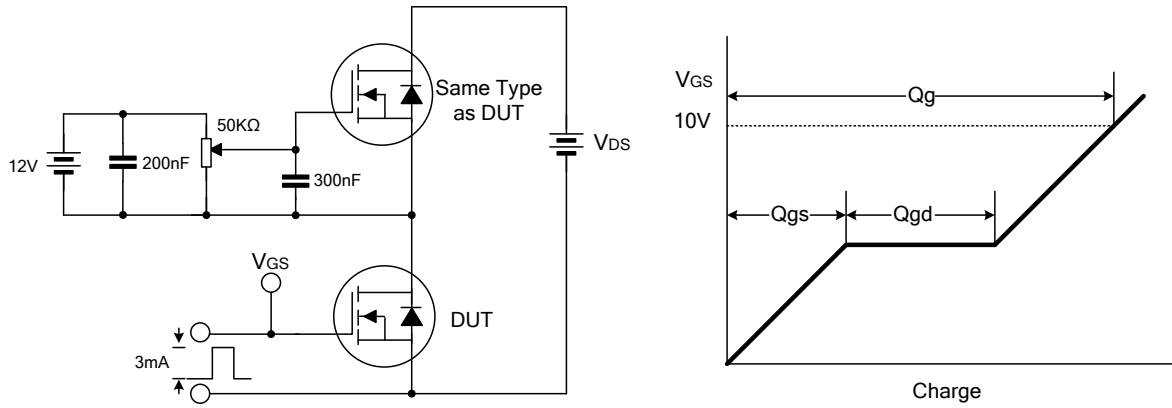 12V
200nF
50KΩ
300nF
Same Type
as DUT
VDS
VGS
DUT
3mA
VGS
10V
Qg
Qgs
Qgd
Charge